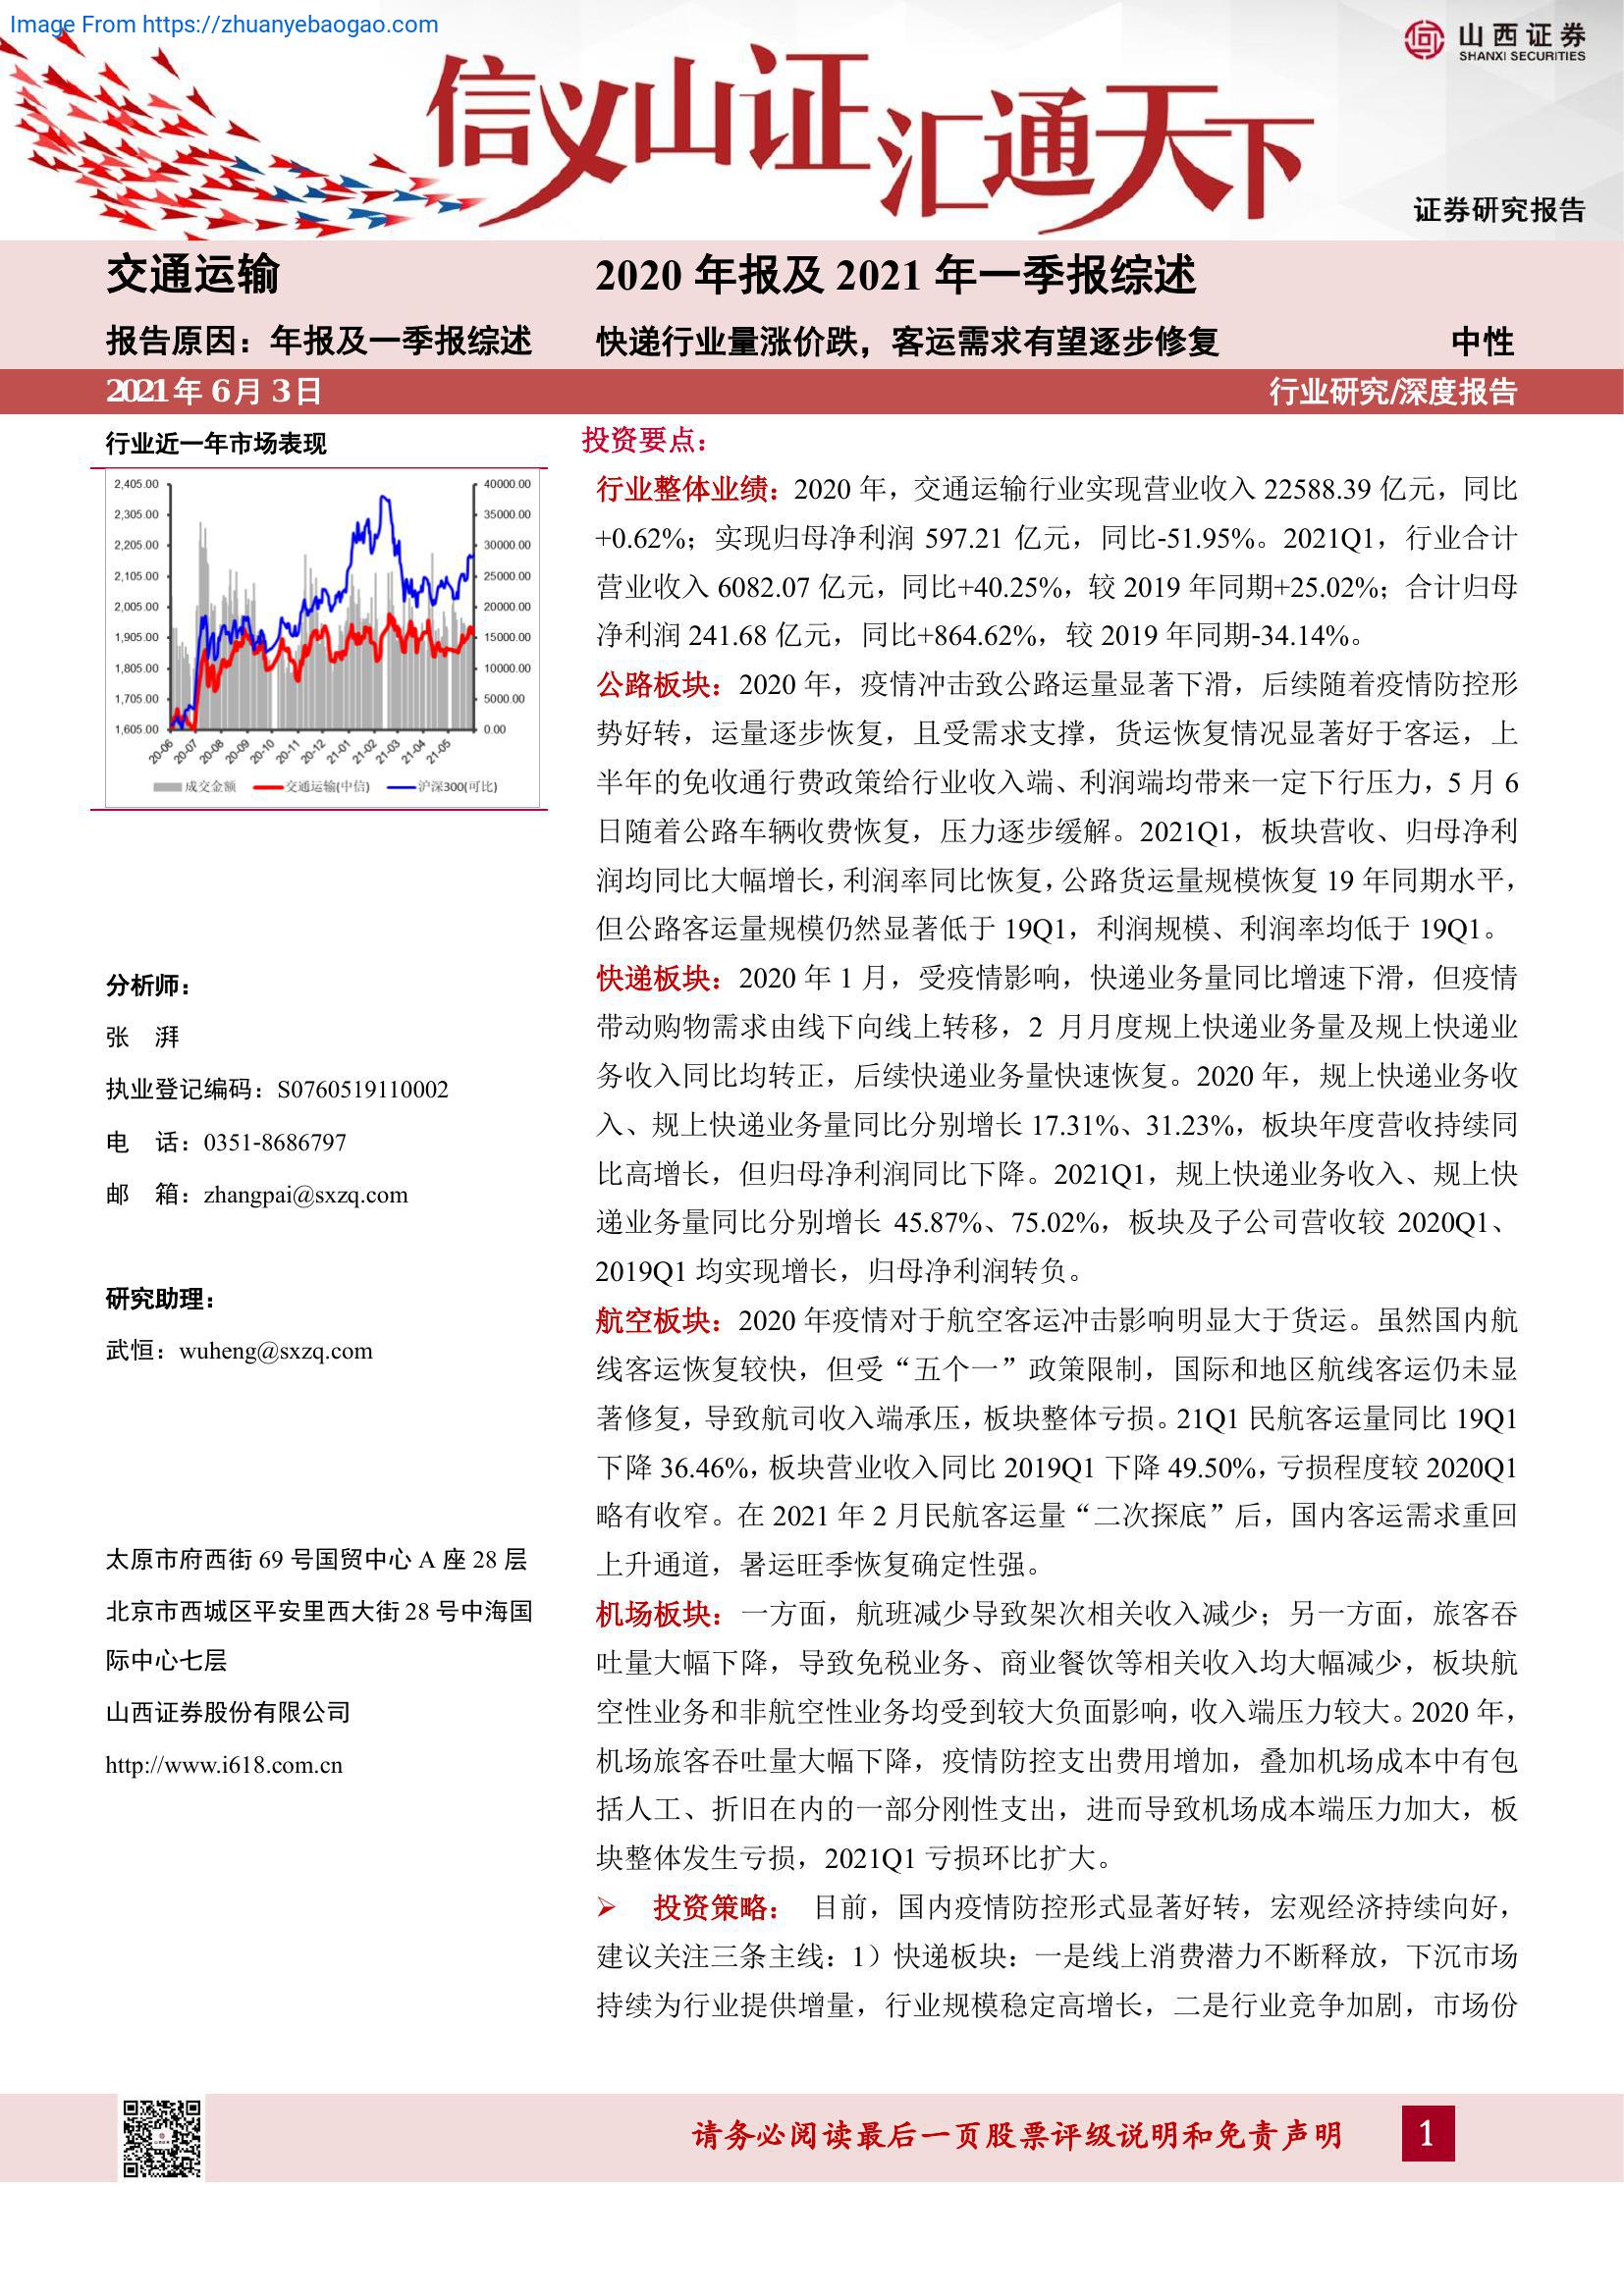 Image From https://zhuanyebaogao.com
山西证券
SHANXI SECURITIES
信义山证汇通天下
证券研究报告
交通运输
报告原因：年报及一季报综述
2020 年报及 2021 年一季报综述
快递行业量涨价跌，客运需求有望逐步修复
中性
2021 年 6 月 3 日
行业研究/深度报告
行业近一年市场表现
2,405.00
2,305.00
2,205.00
2,105.00
2,005.00
1,905.00
1,805.00
1,705.00
1,605.00
40000.00
35000.00
30000.00
25000.00
20000.00
15000.00
10000.00
5000.00
0.00
20-06
20-07
20-08
20-09
20-10
20-11
20-12
21-01
21-02
21-03
21-04
21-05
成交金额
交通运输(中信)
沪深300(可比)
分析师：
张 湃
执业登记编码：S0760519110002
电 话：0351-8686797
邮 箱：zhangpai@sxzq.com
研究助理：
武恒：wuheng@sxzq.com
太原市府西街 69 号国贸中心 A 座 28 层
北京市西城区平安里西大街 28 号中海国
际中心七层
山西证券股份有限公司
http://www.i618.com.cn
投资要点：
行业整体业绩：2020 年，交通运输行业实现营业收入 22588.39 亿元，同比
+0.62%；实现归母净利润 597.21 亿元，同比-51.95%。2021Q1，行业合计
营业收入 6082.07 亿元，同比+40.25%，较 2019 年同期+25.02%；合计归母
净利润 241.68 亿元，同比+864.62%，较 2019 年同期-34.14%。
公路板块：2020 年，疫情冲击致公路运量显著下滑，后续随着疫情防控形
势好转，运量逐步恢复，且受需求支撑，货运恢复情况显著好于客运，上
半年的免收通行费政策给行业收入端、利润端均带来一定下行压力，5 月 6
日随着公路车辆收费恢复，压力逐步缓解。2021Q1，板块营收、归母净利
润均同比大幅增长，利润率同比恢复，公路货运量规模恢复 19 年同期水平，
但公路客运量规模仍然显著低于 19Q1，利润规模、利润率均低于 19Q1。
快递板块：2020 年 1 月，受疫情影响，快递业务量同比增速下滑，但疫情
带动购物需求由线下向线上转移，2 月月度规上快递业务量及规上快递业
务收入同比均转正，后续快递业务量快速恢复。2020 年，规上快递业务收
入、规上快递业务量同比分别增长 17.31%、31.23%，板块年度营收持续同
比高增长，但归母净利润同比下降。2021Q1，规上快递业务收入、规上快
递业务量同比分别增长 45.87%、75.02%，板块及子公司营收较 2020Q1、
2019Q1 均实现增长，归母净利润转负。
航空板块：2020 年疫情对于航空客运冲击影响明显大于货运。虽然国内航
线客运恢复较快，但受“五个一”政策限制，国际和地区航线客运仍未显
著修复，导致航司收入端承压，板块整体亏损。21Q1 民航客运量同比 19Q1
下降 36.46%，板块营业收入同比 2019Q1 下降 49.50%，亏损程度较 2020Q1
略有收窄。在 2021 年 2 月民航客运量“二次探底”后，国内客运需求重回
上升通道，暑运旺季恢复确定性强。
机场板块：一方面，航班减少导致架次相关收入减少；另一方面，旅客吞
吐量大幅下降，导致免税业务、商业餐饮等相关收入均大幅减少，板块航
空性业务和非航空性业务均受到较大负面影响，收入端压力较大。2020 年，
机场旅客吞吐量大幅下降，疫情防控支出费用增加，叠加机场成本中有包
括人工、折旧在内的一部分刚性支出，进而导致机场成本端压力加大，板
块整体发生亏损，2021Q1 亏损环比扩大。
➢ 投资策略： 目前，国内疫情防控形式显著好转，宏观经济持续向好，
建议关注三条主线：1）快递板块：一是线上消费潜力不断释放，下沉市场
持续为行业提供增量，行业规模稳定高增长，二是行业竞争加剧，市场份
请务必阅读最后一页股票评级说明和免责声明
1